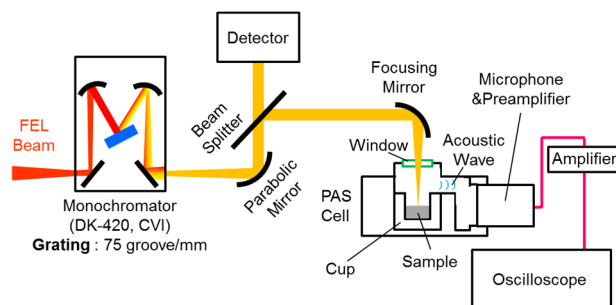 Detector
Focusing
Mirror
Microphone
&Preamplifier
FEL
Beam
Beam
Splitter
Window
Acoustic
Wave
Amplifier
Parabolic
Mirror
PAS
Cell
Monochromator
(DK-420, CVI)
Grating : 75 groove/mm
Cup
Sample
Oscilloscope